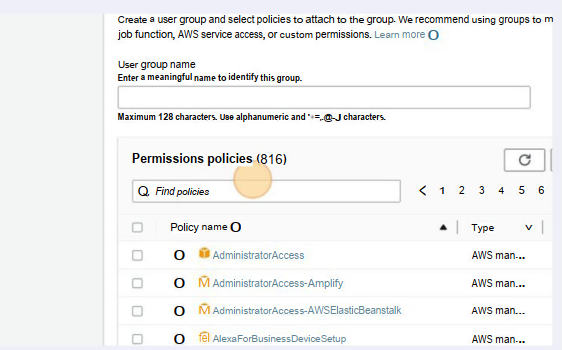 Create a user group and select policies to attach to the group. We recommend using groups to m
job function, AWS service access, or custom permissions. Learn more
User group name
Enter a meaningful name to identify this group.
Maximum 128 characters. Use alphanumeric and '+=,.@-_' characters.
Permissions policies (816)
Find policies
< 1 2 3 4 5 6
Policy name Type
AdministratorAccess AWS man...
AdministratorAccess-Amplify AWS man...
AdministratorAccess-AWSElasticBeanstalk AWS man...
AlexaForBusinessDeviceSetup AWS man...